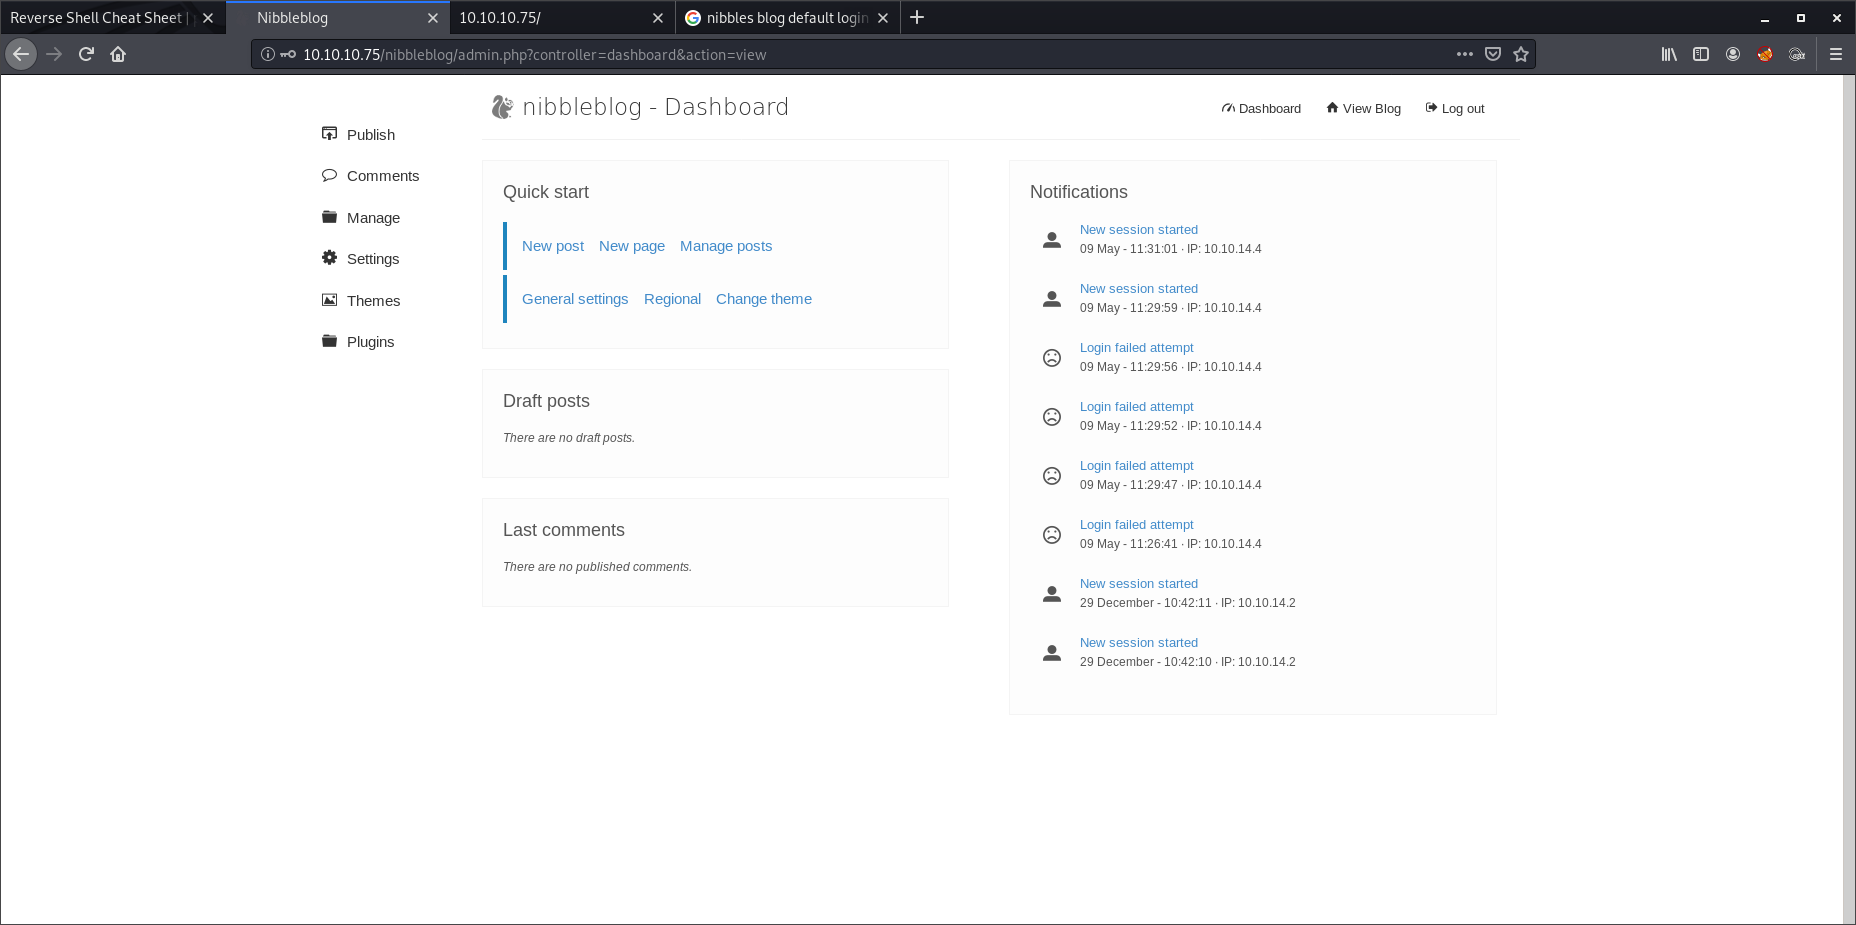 Reverse Shell Cheat Sheet |
Nibbleblog
10.10.10.75/
nibbles blog default login
10.10.10.75/nibbleblog/admin.php?controller=dashboard&action=view
nibbleblog - Dashboard
Dashboard
View Blog
Log out
Publish
Comments
Manage
Settings
Themes
Plugins
Quick start
New post New page Manage posts
General settings Regional Change theme
Draft posts
There are no draft posts.
Last comments
There are no published comments.
Notifications
New session started
09 May - 11:31:01 · IP: 10.10.14.4
New session started
09 May - 11:29:59 · IP: 10.10.14.4
Login failed attempt
09 May - 11:29:56 · IP: 10.10.14.4
Login failed attempt
09 May - 11:29:52 · IP: 10.10.14.4
Login failed attempt
09 May - 11:29:47 · IP: 10.10.14.4
Login failed attempt
09 May - 11:26:41 · IP: 10.10.14.4
New session started
29 December - 10:42:11 · IP: 10.10.14.2
New session started
29 December - 10:42:10 · IP: 10.10.14.2